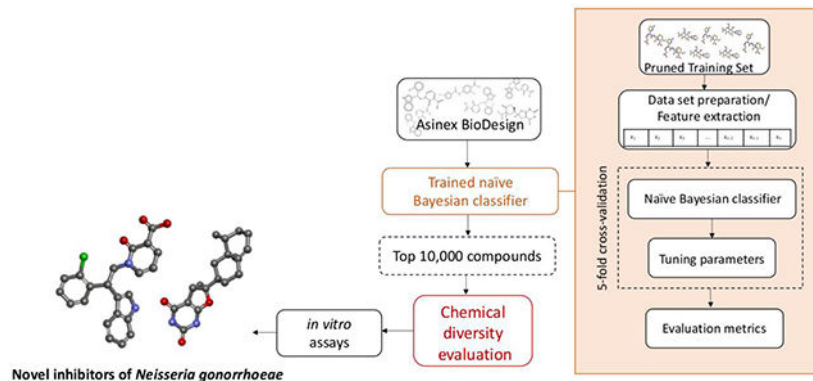 Asinex BioDesign
Trained naïve
Bayesian classifier
Top 10,000 compounds
Chemical
diversity
evaluation
in vitro
assays
Novel inhibitors of Neisseria gonorrhoeae
Pruned Training Set
Data set preparation/
Feature extraction
5-fold cross-validation
Naïve Bayesian classifier
Tuning parameters
Evaluation metrics